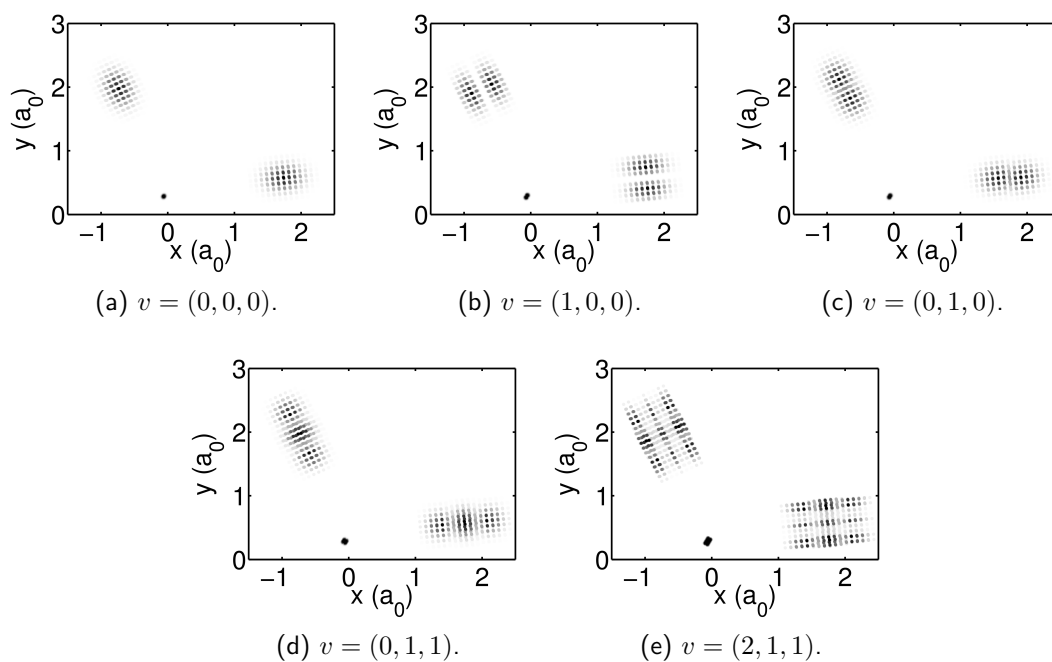 3
2
1
0
y (a₀)
−1 0 1 2
x (a₀)
(a) v = (0, 0, 0).
3
2
1
0
y (a₀)
−1 0 1 2
x (a₀)
(b) v = (1, 0, 0).
3
2
1
0
y (a₀)
−1 0 1 2
x (a₀)
(c) v = (0, 1, 0).
3
2
1
0
y (a₀)
−1 0 1 2
x (a₀)
(d) v = (0, 1, 1).
3
2
1
0
y (a₀)
−1 0 1 2
x (a₀)
(e) v = (2, 1, 1).